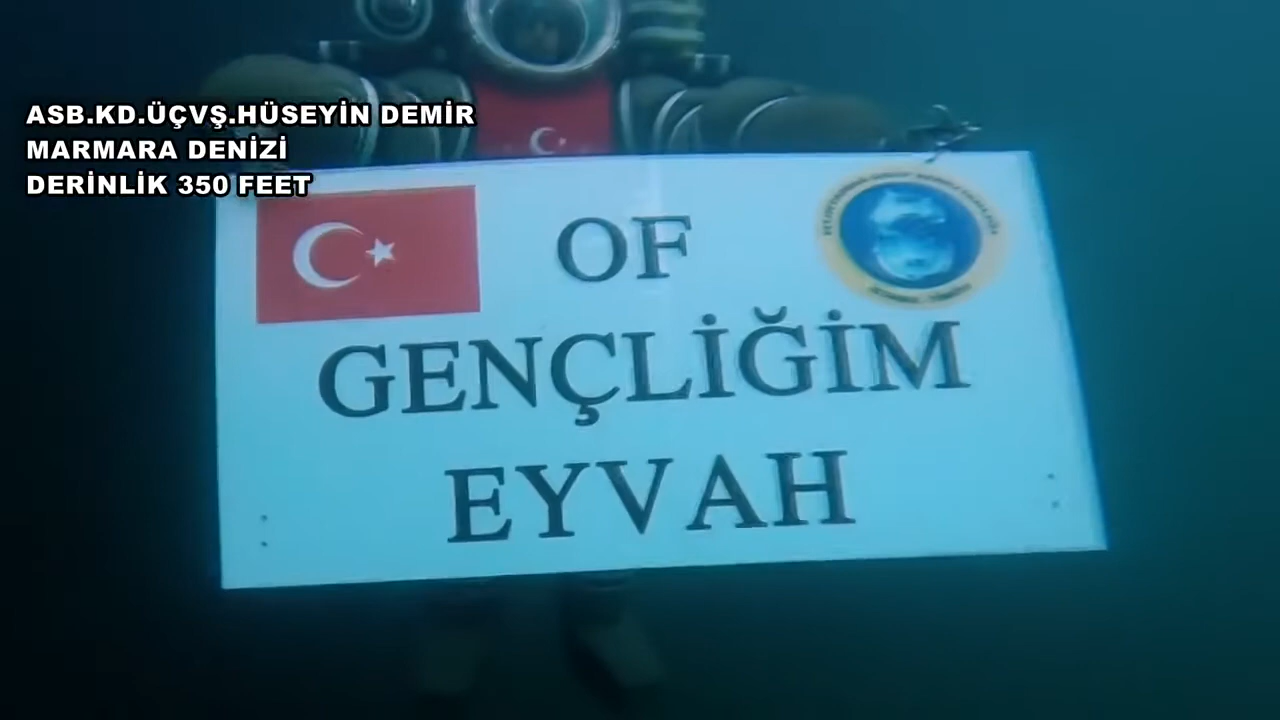 ASB.KD.ÜÇVŞ.HÜSEYİN DEMİR
MARMARA DENİZİ
DERİNLİK 350 FEET
OF
GENÇLİĞİM
EYVAH